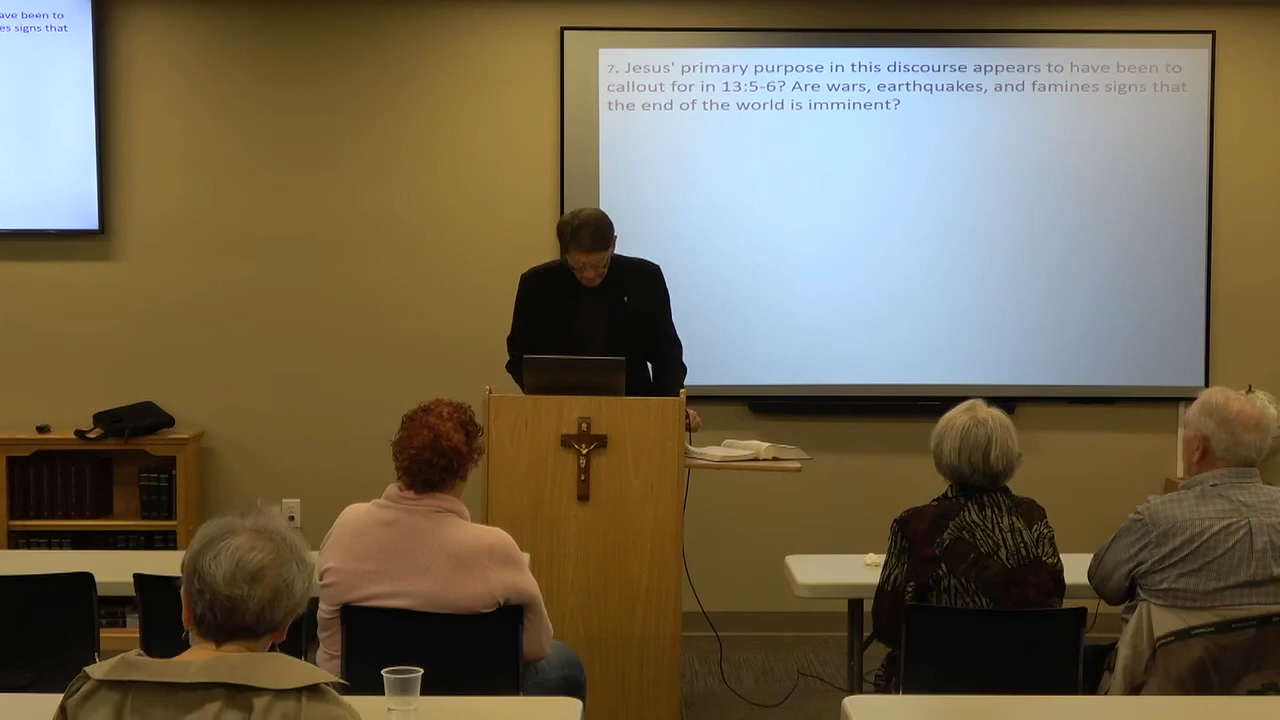 ave been to
es signs that
7. Jesus' primary purpose in this discourse appears to have been to
callout for in 13:5-6? Are wars, earthquakes, and famines signs that
the end of the world is imminent?